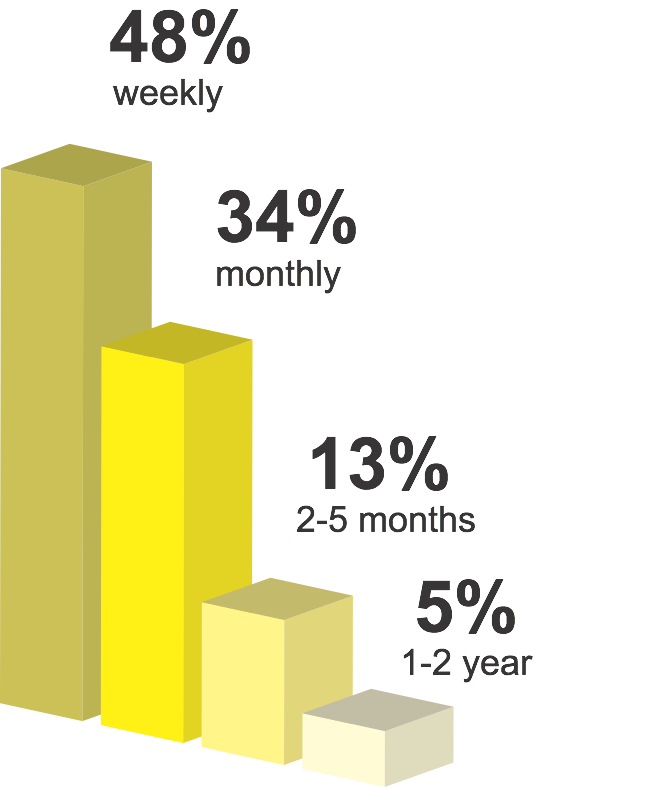 48%
weekly
34%
monthly
13%
2-5 months
5%
1-2 year